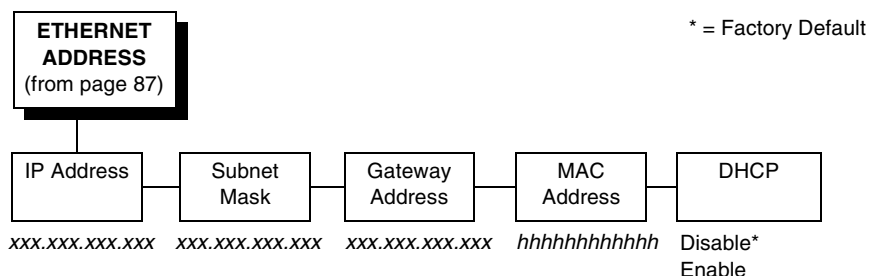 ETHERNET
ADDRESS
(from page 87)
* = Factory Default
IP Address
Subnet
Mask
Gateway
Address
MAC
Address
DHCP
xxx.xxx.xxx.xxx
xxx.xxx.xxx.xxx
xxx.xxx.xxx.xxx
hhhhhhhhhhhh
Disable*
Enable